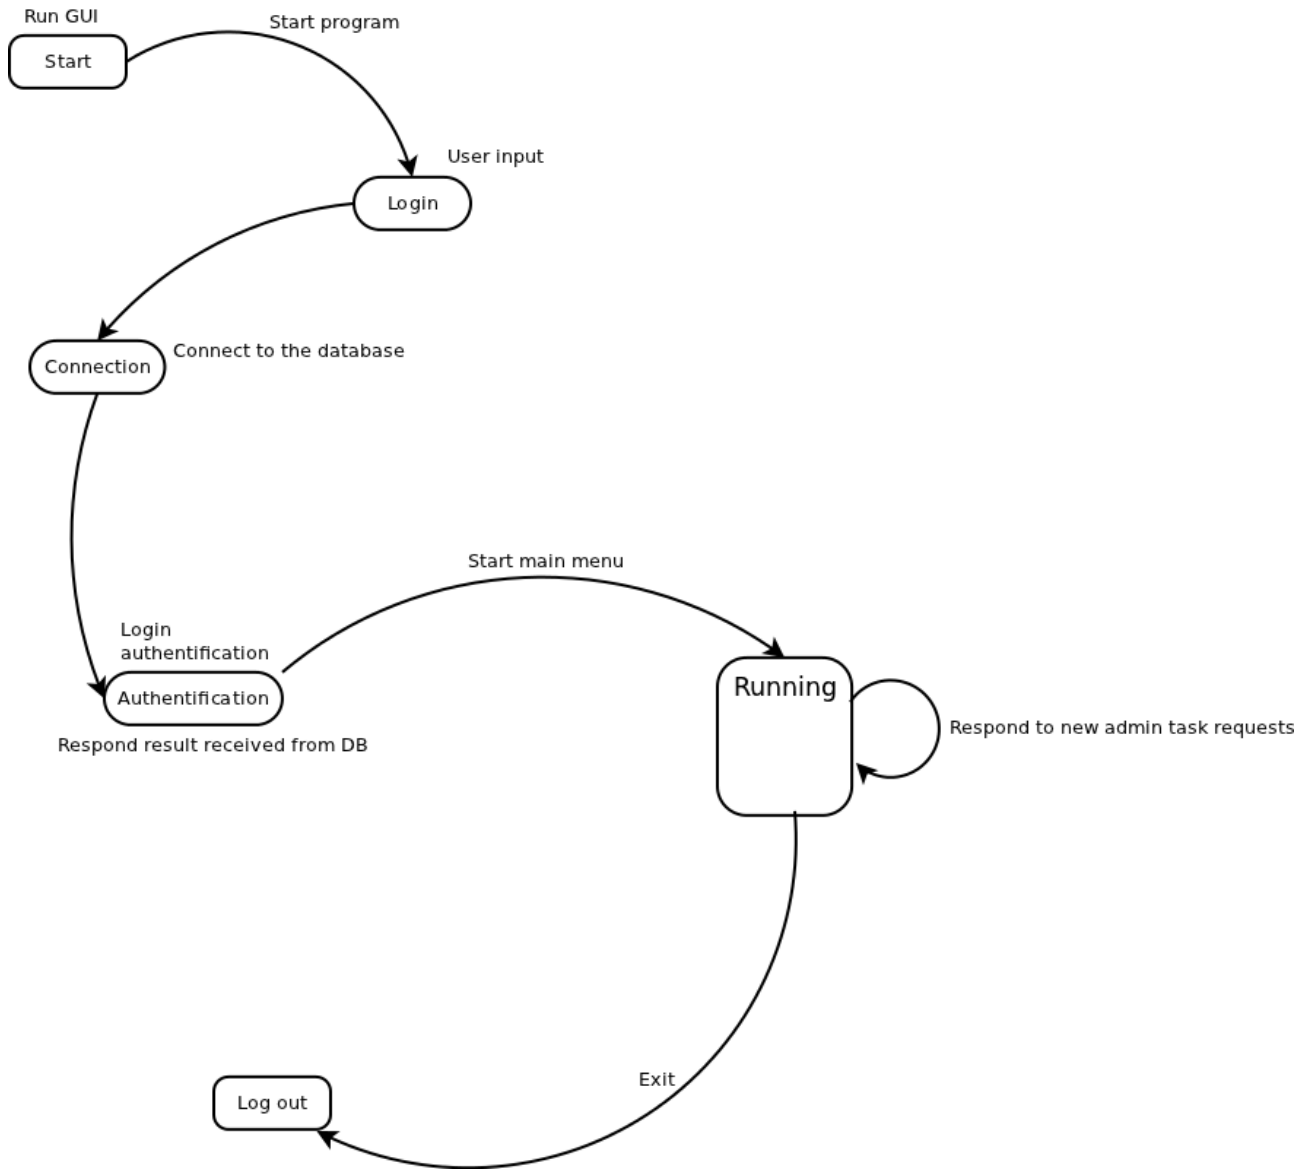 Run GUI
Start program
Start
User input
Login
Connect to the database
Connection
Start main menu
Login
authentification
Authentification
Running
Respond to new admin task requests
Respond result received from DB
Exit
Log out